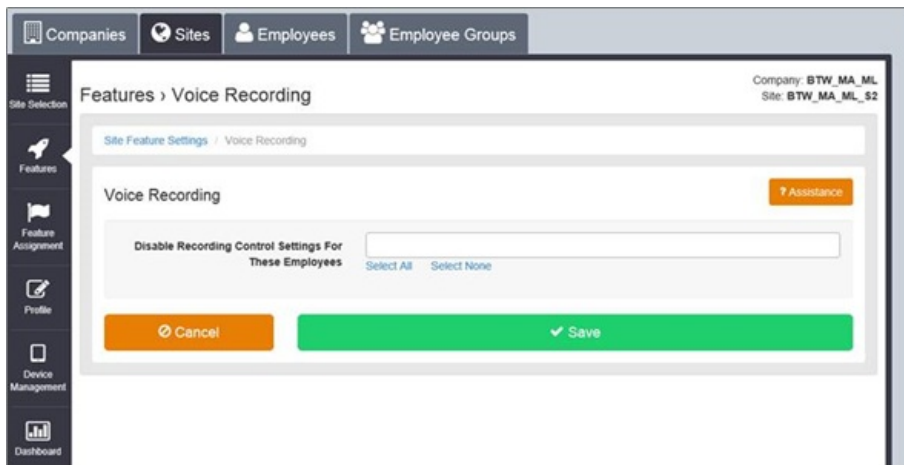 Companies
Sites
Employees
Employee Groups
Site Selection
Features
Feature
Assignment
Profile
Device
Management
Dashboard
Features › Voice Recording
Company: BTW_MA_ML
Site: BTW_MA_ML_S2
Site Feature Settings / Voice Recording
Voice Recording
? Assistance
Disable Recording Control Settings For
These Employees
Select All Select None
Cancel
Save